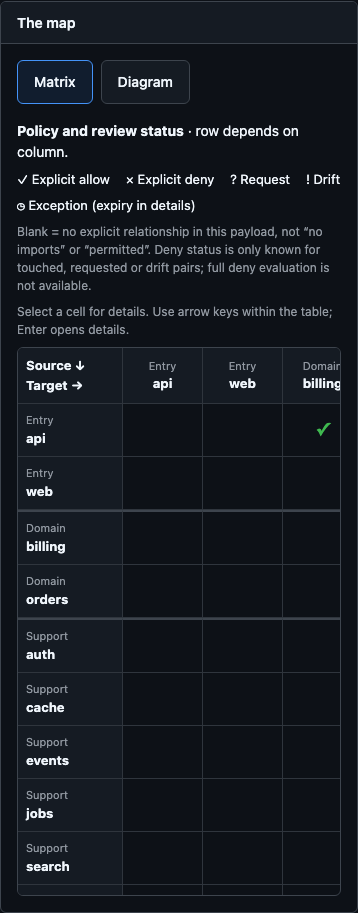 The map
Matrix Diagram
Policy and review status · row depends on
column.
✓ Explicit allow × Explicit deny ? Request ! Drift
◷ Exception (expiry in details)
Blank = no explicit relationship in this payload, not “no
imports” or “permitted”. Deny status is only known for
touched, requested or drift pairs; full deny evaluation is
not available.
Select a cell for details. Use arrow keys within the table;
Enter opens details.
Source ↓ Entry Entry Domain
Target → api web billing
Entry
api ✓
Entry
web
Domain
billing
Domain
orders
Support
auth
Support
cache
Support
events
Support
jobs
Support
search